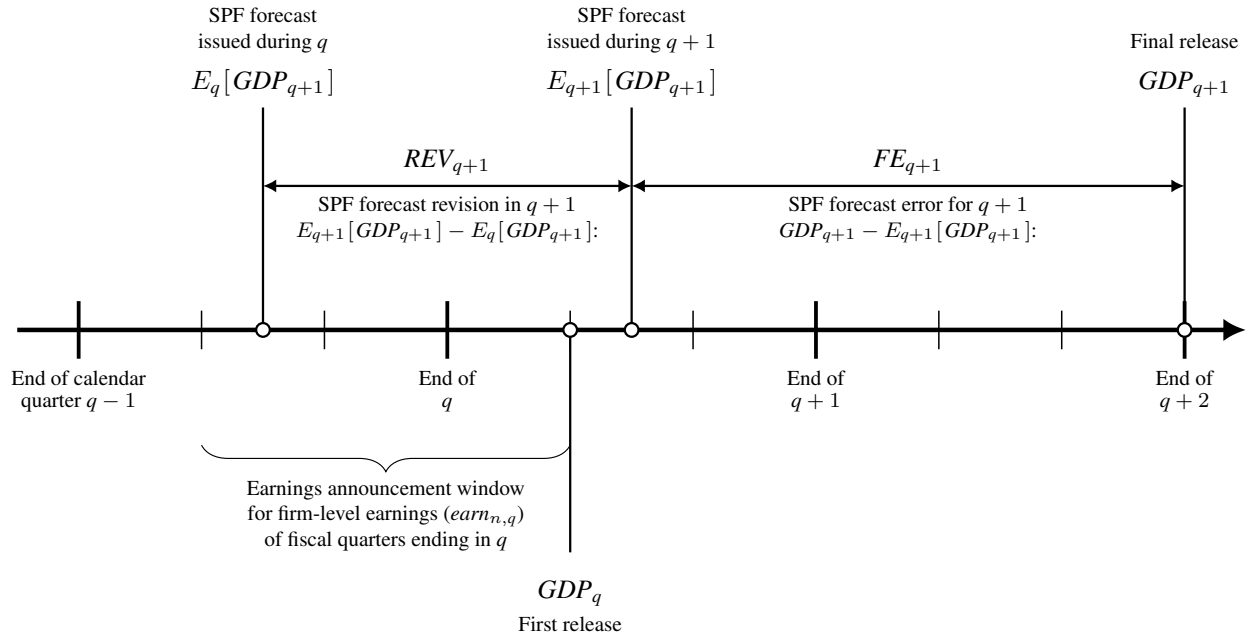 SPF forecast
issued during q
E_q[GDP_{q+1}]
SPF forecast
issued during q + 1
E_{q+1}[GDP_{q+1}]
Final release
GDP_{q+1}
REV_{q+1}
SPF forecast revision in q + 1
E_{q+1}[GDP_{q+1}] − E_q[GDP_{q+1}]:
FE_{q+1}
SPF forecast error for q + 1
GDP_{q+1} − E_{q+1}[GDP_{q+1}]:
End of calendar
quarter q − 1
End of
q
End of
q + 1
End of
q + 2
Earnings announcement window
for firm-level earnings (earn_{n,q})
of fiscal quarters ending in q
GDP_q
First release